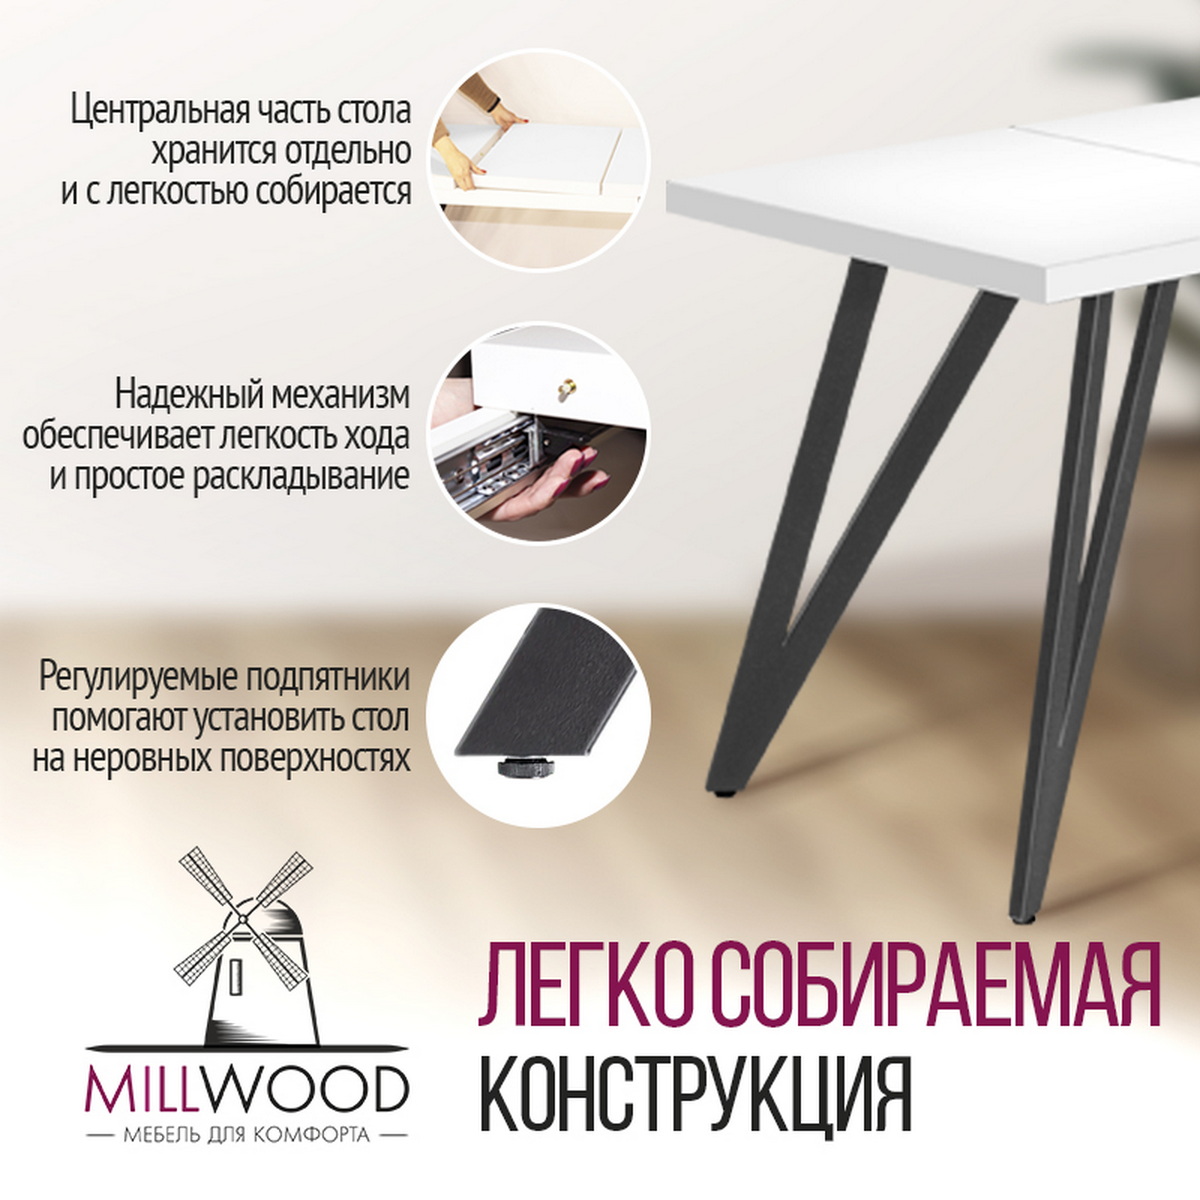 Центральная часть стола
хранится отдельно
и с легкостью собирается
Надежный механизм
обеспечивает легкость хода
и простое раскладывание
Регулируемые подпятники
помогают установить стол
на неровных поверхностях
MILLWOOD
МЕБЕЛЬ ДЛЯ КОМФОРТА
ЛЕГКО СОБИРАЕМАЯ
КОНСТРУКЦИЯ